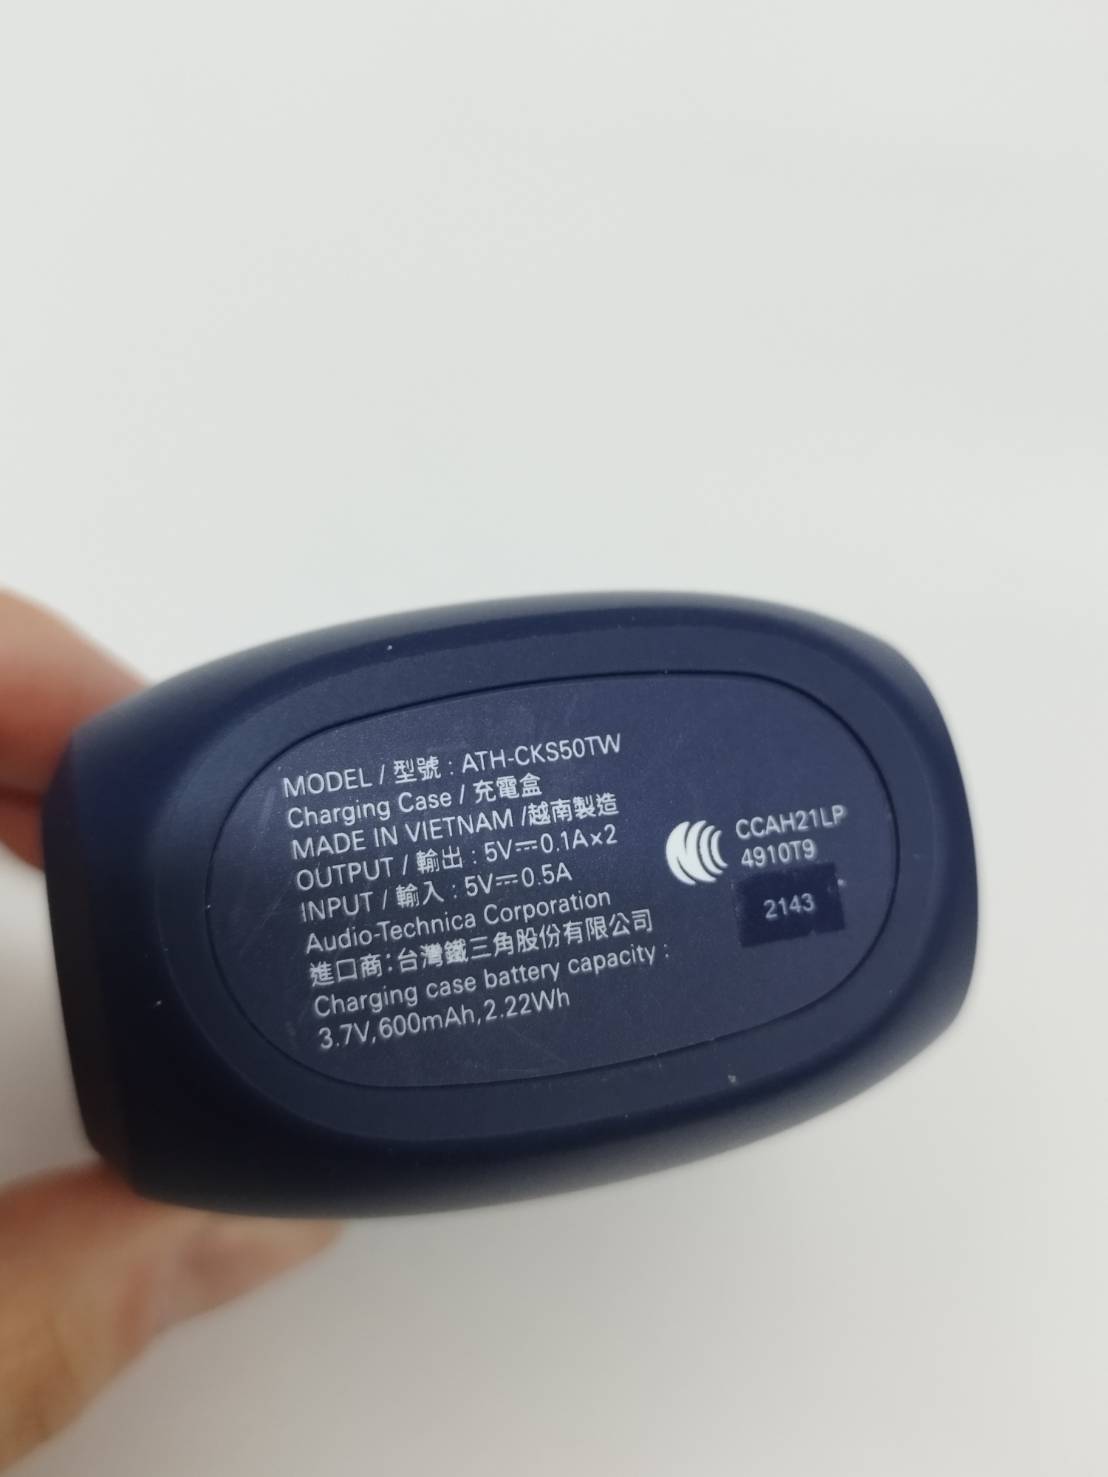 MODEL / 型號 : ATH-CKS50TW
Charging Case / 充電盒
MADE IN VIETNAM /越南製造
OUTPUT / 輸出 : 5V⎓0.1A×2
INPUT / 輸入 : 5V⎓0.5A
Audio-Technica Corporation
進口商:台灣鐵三角股份有限公司
Charging case battery capacity :
3.7V,600mAh,2.22Wh
CCAH21LP
4910T9
2143